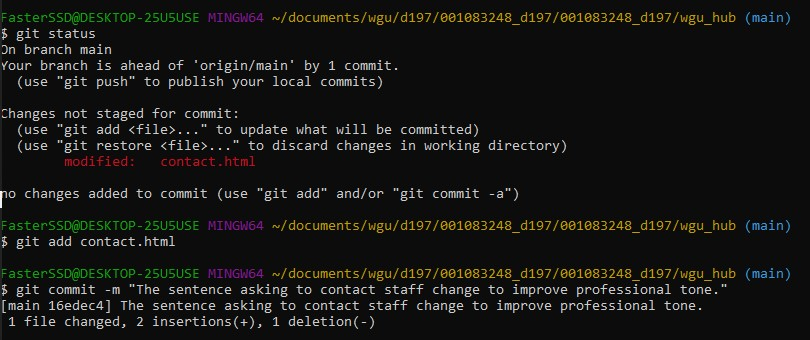 FasterSSD@DESKTOP-25U5USE MINGW64 ~/documents/wgu/d197/001083248_d197/001083248_d197/wgu_hub (main)
$ git status
On branch main
Your branch is ahead of 'origin/main' by 1 commit.
  (use "git push" to publish your local commits)

Changes not staged for commit:
  (use "git add <file>..." to update what will be committed)
  (use "git restore <file>..." to discard changes in working directory)
        modified:   contact.html

no changes added to commit (use "git add" and/or "git commit -a")

FasterSSD@DESKTOP-25U5USE MINGW64 ~/documents/wgu/d197/001083248_d197/001083248_d197/wgu_hub (main)
$ git add contact.html

FasterSSD@DESKTOP-25U5USE MINGW64 ~/documents/wgu/d197/001083248_d197/001083248_d197/wgu_hub (main)
$ git commit -m "The sentence asking to contact staff change to improve professional tone."
[main 16edec4] The sentence asking to contact staff change to improve professional tone.
 1 file changed, 2 insertions(+), 1 deletion(-)